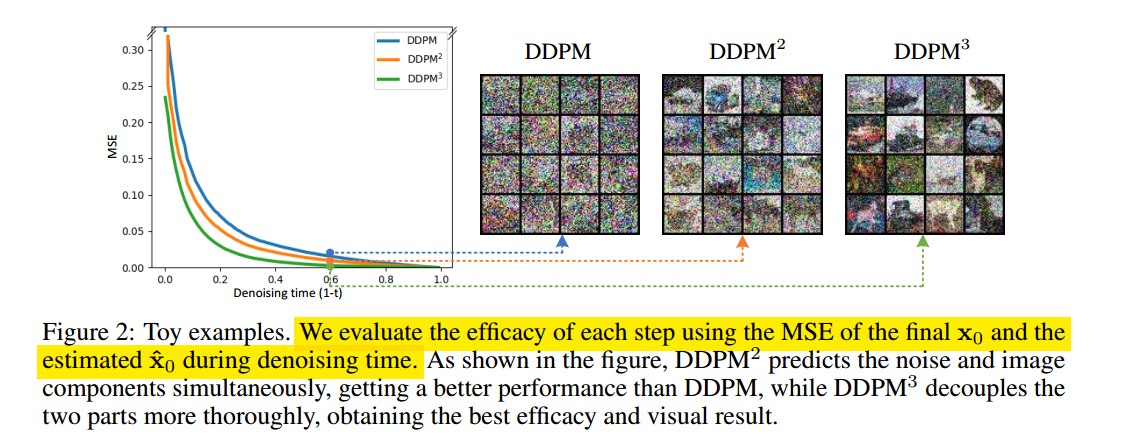 DDPM
DDPM²
DDPM³
0.30
0.25
0.20
0.15
0.10
0.05
0.00
MSE
0.0 0.2 0.4 0.6 0.8 1.0
Denoising time (1-t)
DDPM
DDPM²
DDPM³
Figure 2: Toy examples. We evaluate the efficacy of each step using the MSE of the final x₀ and the
estimated x̂₀ during denoising time. As shown in the figure, DDPM² predicts the noise and image
components simultaneously, getting a better performance than DDPM, while DDPM³ decouples the
two parts more thoroughly, obtaining the best efficacy and visual result.